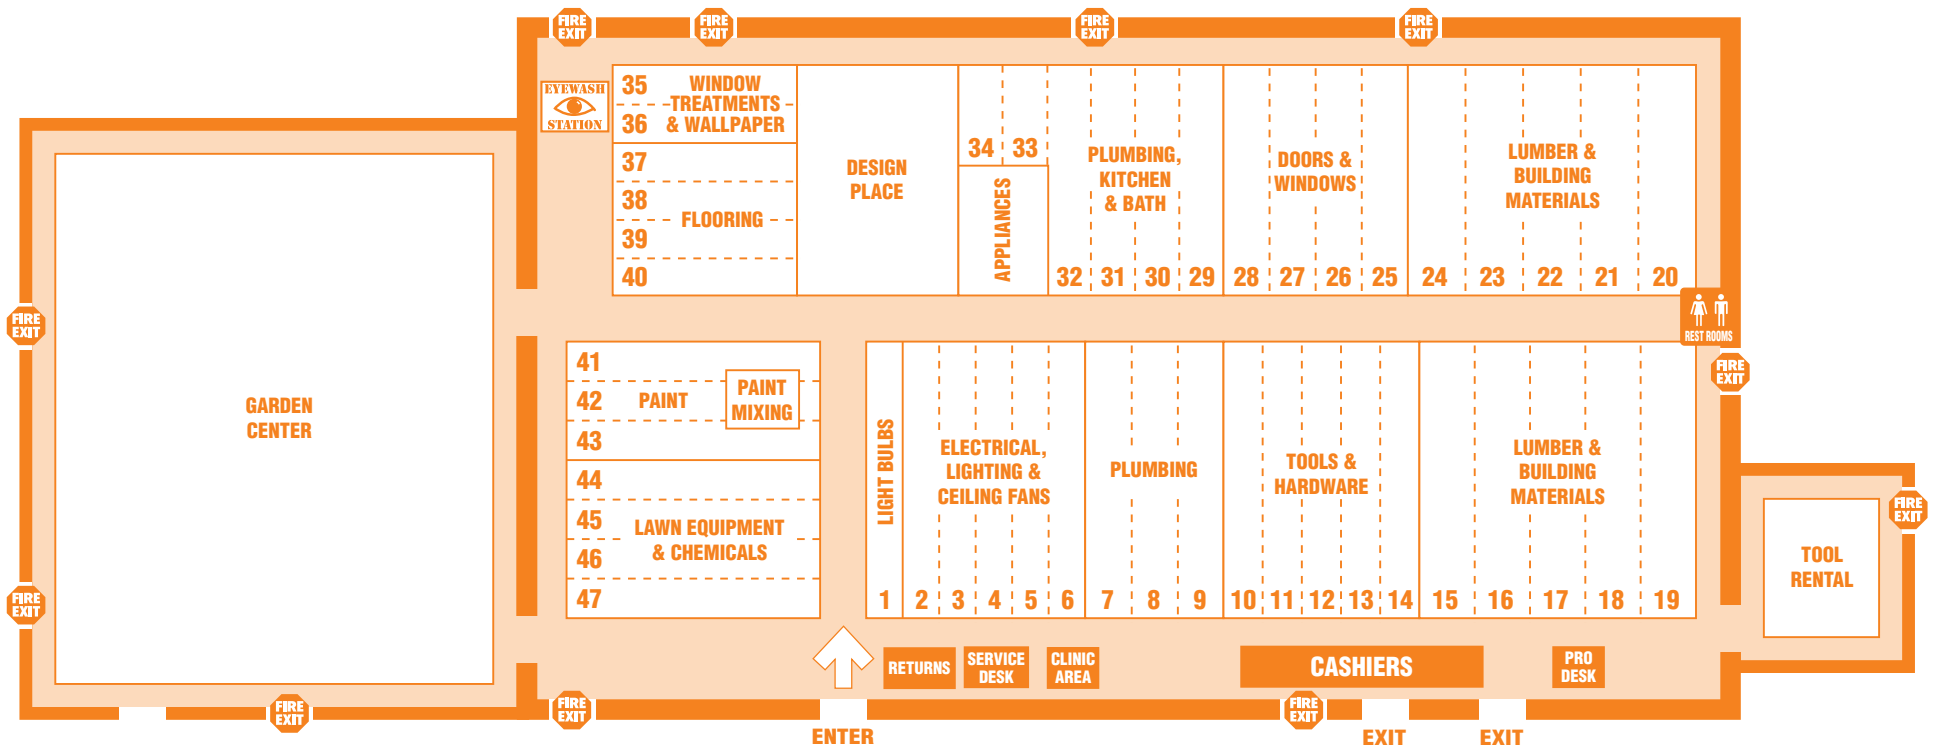 FIRE
EXIT
FIRE
EXIT
FIRE
EXIT
FIRE
EXIT
EYEWASH
STATION
35
WINDOW
TREATMENTS
36
& WALLPAPER
37
38
FLOORING
39
40
DESIGN
PLACE
34
33
APPLIANCES
PLUMBING,
KITCHEN
& BATH
32
31
30
29
DOORS &
WINDOWS
28
27
26
25
LUMBER &
BUILDING
MATERIALS
24
23
22
21
20
REST ROOMS
FIRE
EXIT
FIRE
EXIT
GARDEN
CENTER
FIRE
EXIT
FIRE
EXIT
41
42
PAINT
PAINT
MIXING
43
44
45
LAWN EQUIPMENT
& CHEMICALS
46
47
LIGHT BULBS
1
ELECTRICAL,
LIGHTING &
CEILING FANS
2
3
4
5
6
PLUMBING
7
8
9
TOOLS &
HARDWARE
10
11
12
13
14
LUMBER &
BUILDING
MATERIALS
15
16
17
18
19
FIRE
EXIT
TOOL
RENTAL
RETURNS
SERVICE
DESK
CLINIC
AREA
CASHIERS
PRO
DESK
FIRE
EXIT
FIRE
EXIT
ENTER
EXIT
EXIT